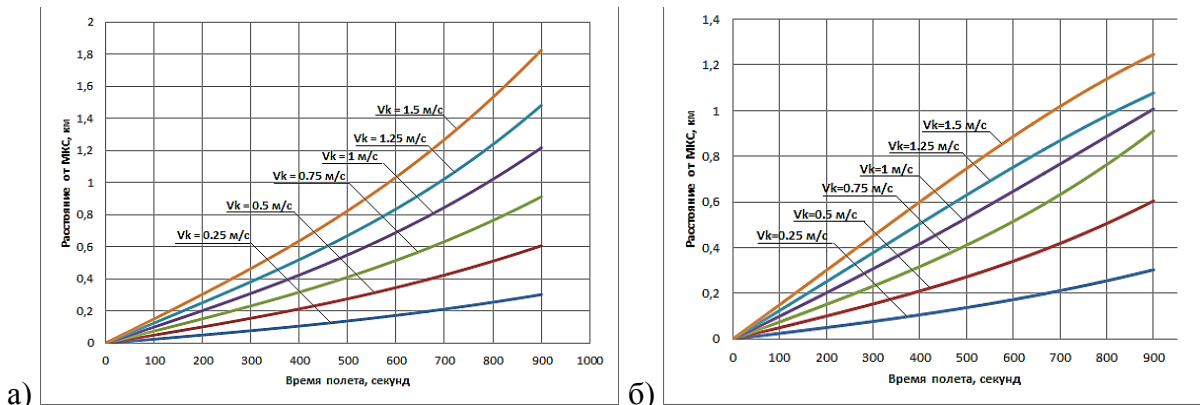 2
1,8
1,6
1,4
1,2
1
0,8
0,6
0,4
0,2
0
Расстояние от МКС, км
Vk = 1.5 м/с
Vk = 1.25 м/с
Vk = 1 м/с
Vk = 0.75 м/с
Vk = 0.5 м/с
Vk = 0.25 м/с
0 100 200 300 400 500 600 700 800 900 1000
Время полета, секунд
а)
1,4
1,2
1
0,8
0,6
0,4
0,2
0
Расстояние от МКС, км
Vk=1.5 м/с
Vk=1.25 м/с
Vk=1 м/с
Vk=0.75 м/с
Vk=0.5 м/с
Vk=0.25 м/с
0 100 200 300 400 500 600 700 800 900
Время полета, секунд
б)